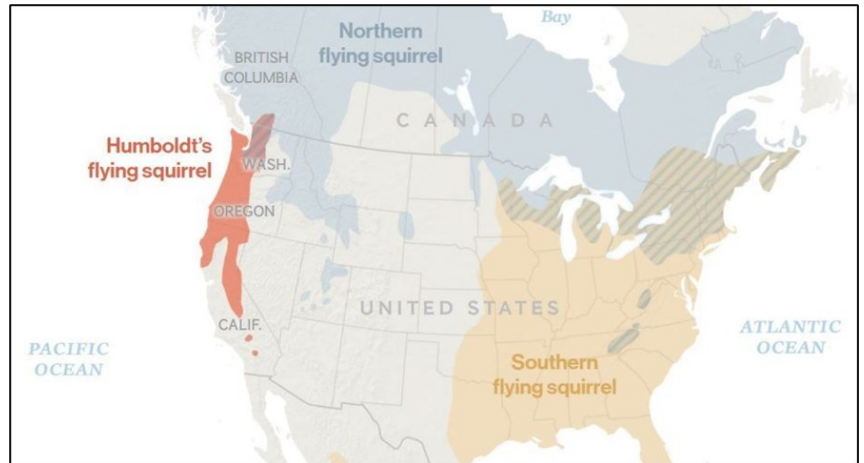 Bay
Northern
flying squirrel
BRITISH
COLUMBIA
CANADA
Humboldt's
flying squirrel
WASH.
OREGON
UNITED STATES
CALIF.
PACIFIC
OCEAN
ATLANTIC
OCEAN
Southern
flying squirrel